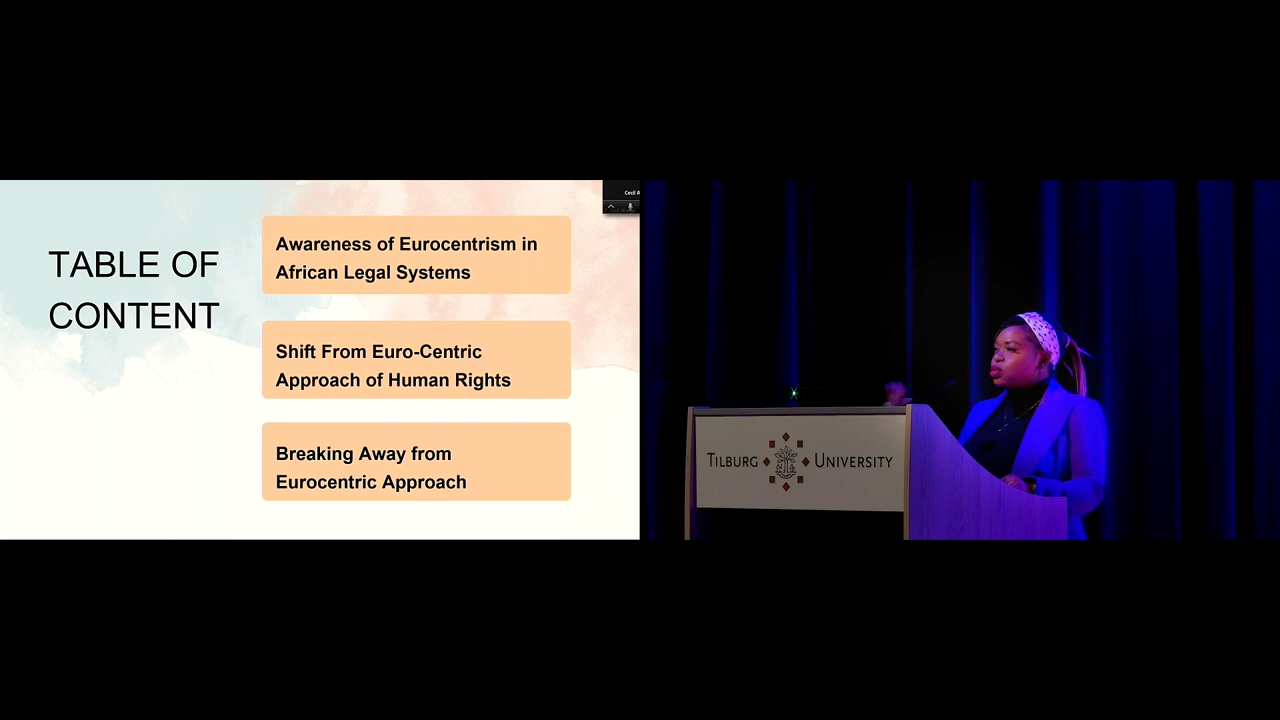 TABLE OF
CONTENT
Awareness of Eurocentrism in
African Legal Systems
Shift From Euro-Centric
Approach of Human Rights
Breaking Away from
Eurocentric Approach
Cecil A
TILBURG UNIVERSITY